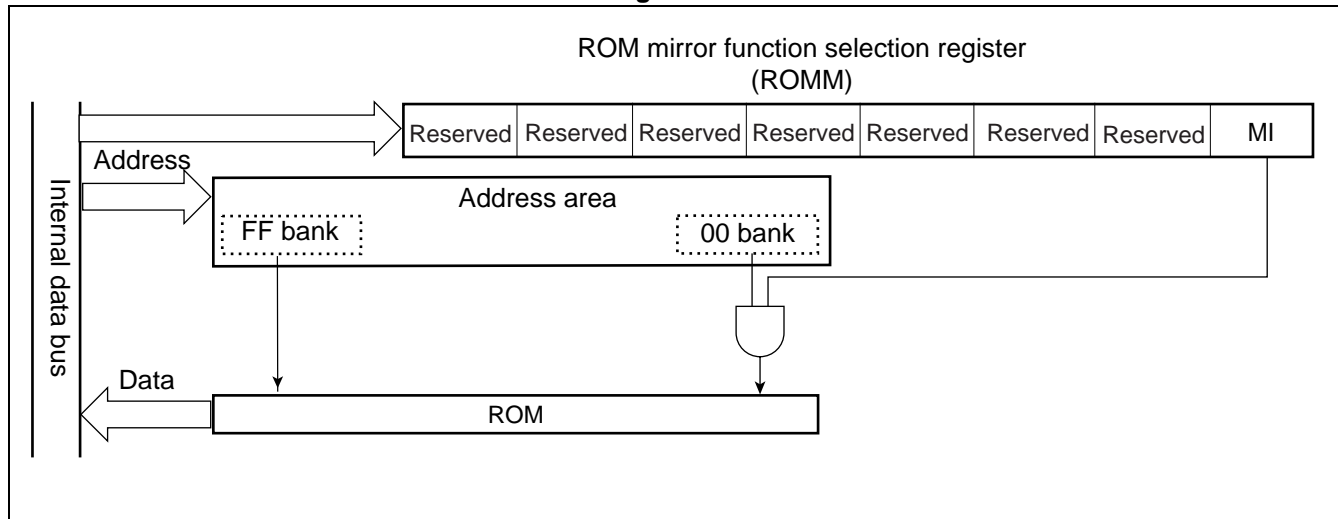 ROM mirror function selection register
(ROMM)
Reserved Reserved Reserved Reserved Reserved Reserved Reserved MI
Address
Address area
FF bank 00 bank
Internal data bus
Data
ROM